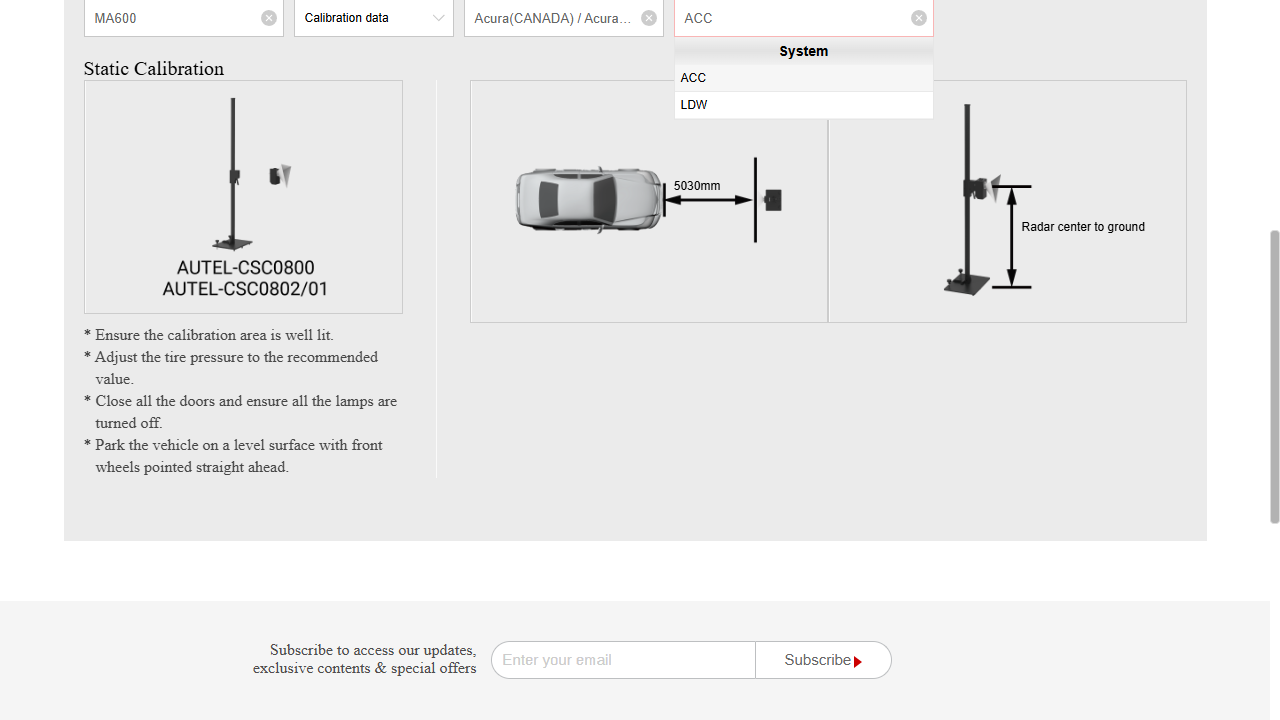 MA600
Calibration data
Acura(CANADA) / Acura...
ACC
System
ACC
LDW
Static Calibration
AUTEL-CSC0800
AUTEL-CSC0802/01
5030mm
Radar center to ground
* Ensure the calibration area is well lit.
* Adjust the tire pressure to the recommended
value.
* Close all the doors and ensure all the lamps are
turned off.
* Park the vehicle on a level surface with front
wheels pointed straight ahead.
Subscribe to access our updates,
exclusive contents & special offers
Enter your email
Subscribe